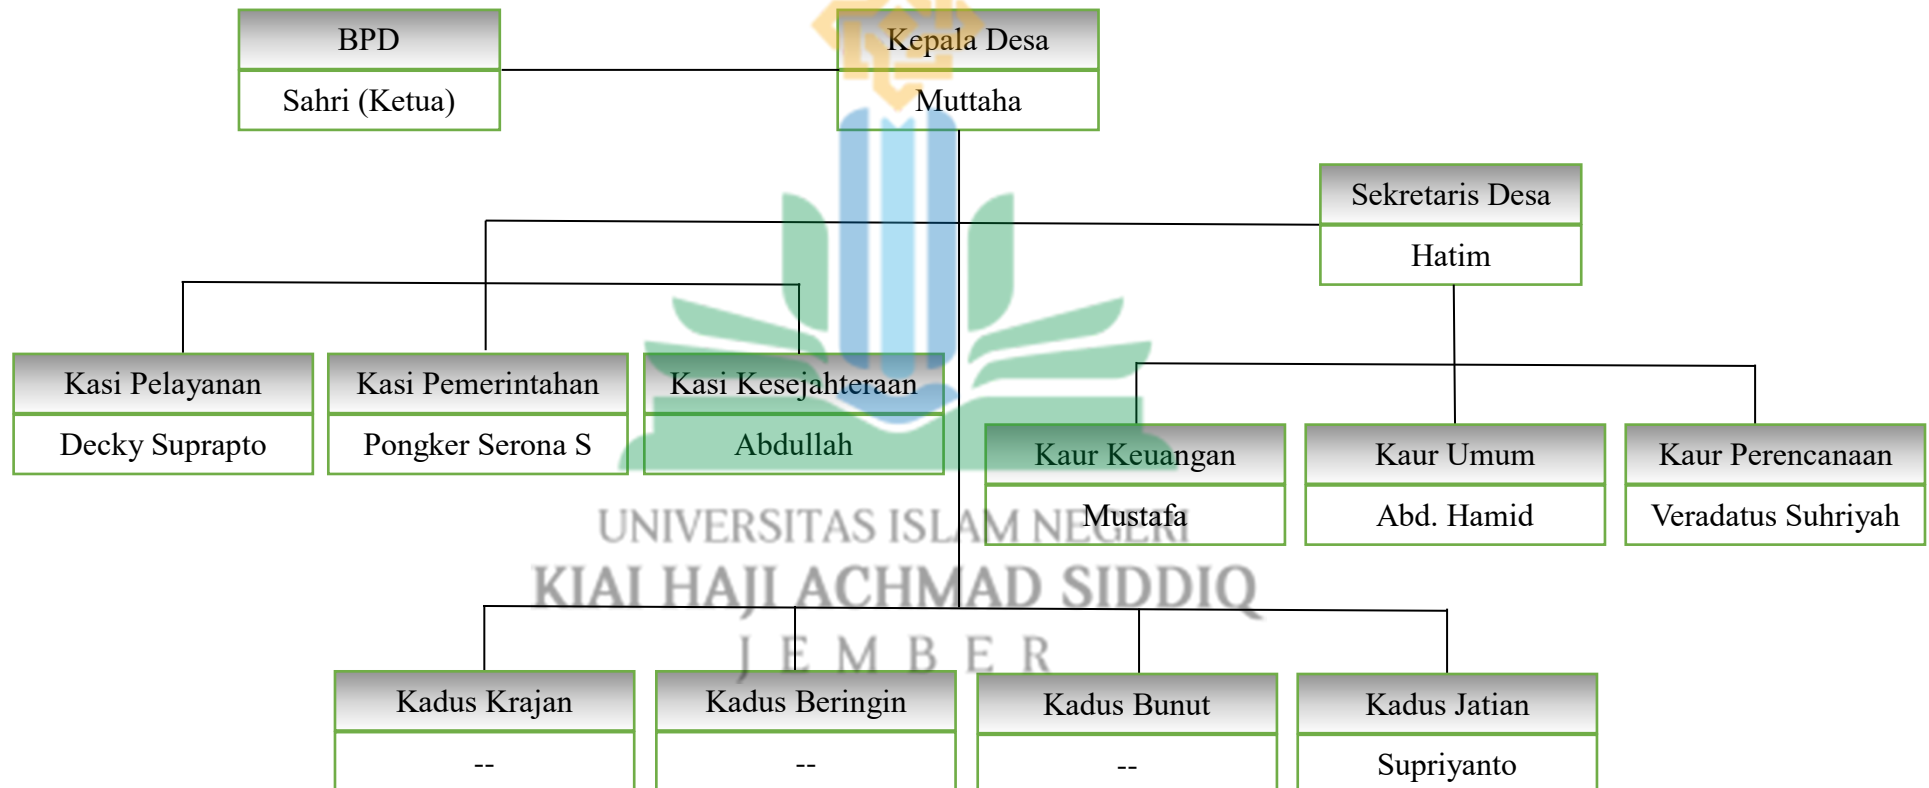 BPD
Sahri (Ketua)
Kepala Desa
Muttaha
Sekretaris Desa
Hatim
Kasi Pelayanan
Decky Suprapto
Kasi Pemerintahan
Pongker Serona S
Kasi Kesejahteraan
Abdullah
Kaur Keuangan
Mustafa
Kaur Umum
Abd. Hamid
Kaur Perencanaan
Veradatus Suhriyah
UNIVERSITAS ISLAM NEGERI
KIAI HAJI ACHMAD SIDDIQ
JEMBER
Kadus Krajan
--
Kadus Beringin
--
Kadus Bunut
--
Kadus Jatian
Supriyanto